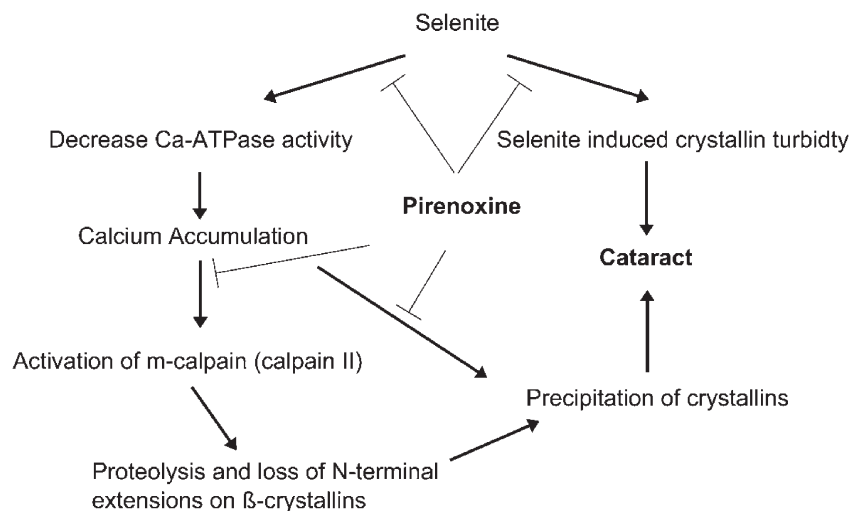 Selenite
Decrease Ca-ATPase activity
Selenite induced crystallin turbidty
Pirenoxine
Calcium Accumulation
Cataract
Activation of m-calpain (calpain II)
Precipitation of crystallins
Proteolysis and loss of N-terminal
extensions on ß-crystallins